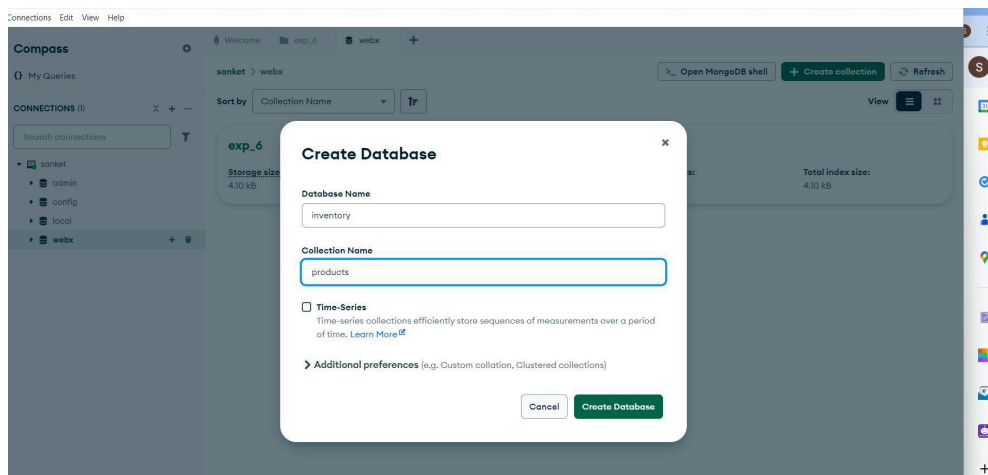 Connections Edit View Help
Compass
My Queries
CONNECTIONS (1)
Search connections
sanket
admin
config
local
webx
Welcome exp_6 webx
sanket > webx
>_ Open MongoDB shell + Create collection Refresh
Sort by Collection Name View
exp_6
Storage size
4.10 kB
s:
Total index size:
4.10 kB
Create Database
Database Name
inventory
Collection Name
products
Time-Series
Time-series collections efficiently store sequences of measurements over a period
of time. Learn More
Additional preferences (e.g. Custom collation, Clustered collections)
Cancel Create Database
S
31